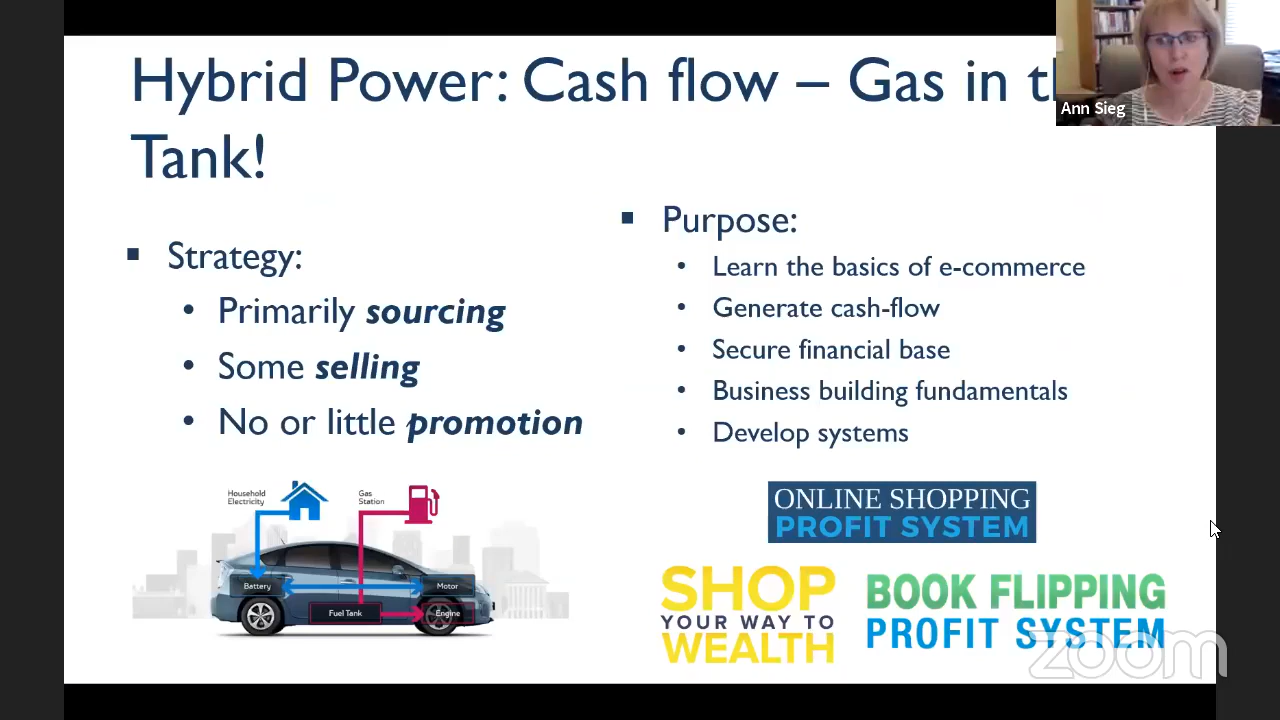 Hybrid Power: Cash flow – Gas in t
Tank!
Ann Sieg
▪ Strategy:
• Primarily sourcing
• Some selling
• No or little promotion
▪ Purpose:
• Learn the basics of e-commerce
• Generate cash-flow
• Secure financial base
• Business building fundamentals
• Develop systems
Household
Electricity
Gas
Station
Battery
Motor
Fuel Tank
Engine
ONLINE SHOPPING
PROFIT SYSTEM
SHOP
YOUR WAY TO
WEALTH
BOOK FLIPPING
PROFIT SYSTEM
zoom